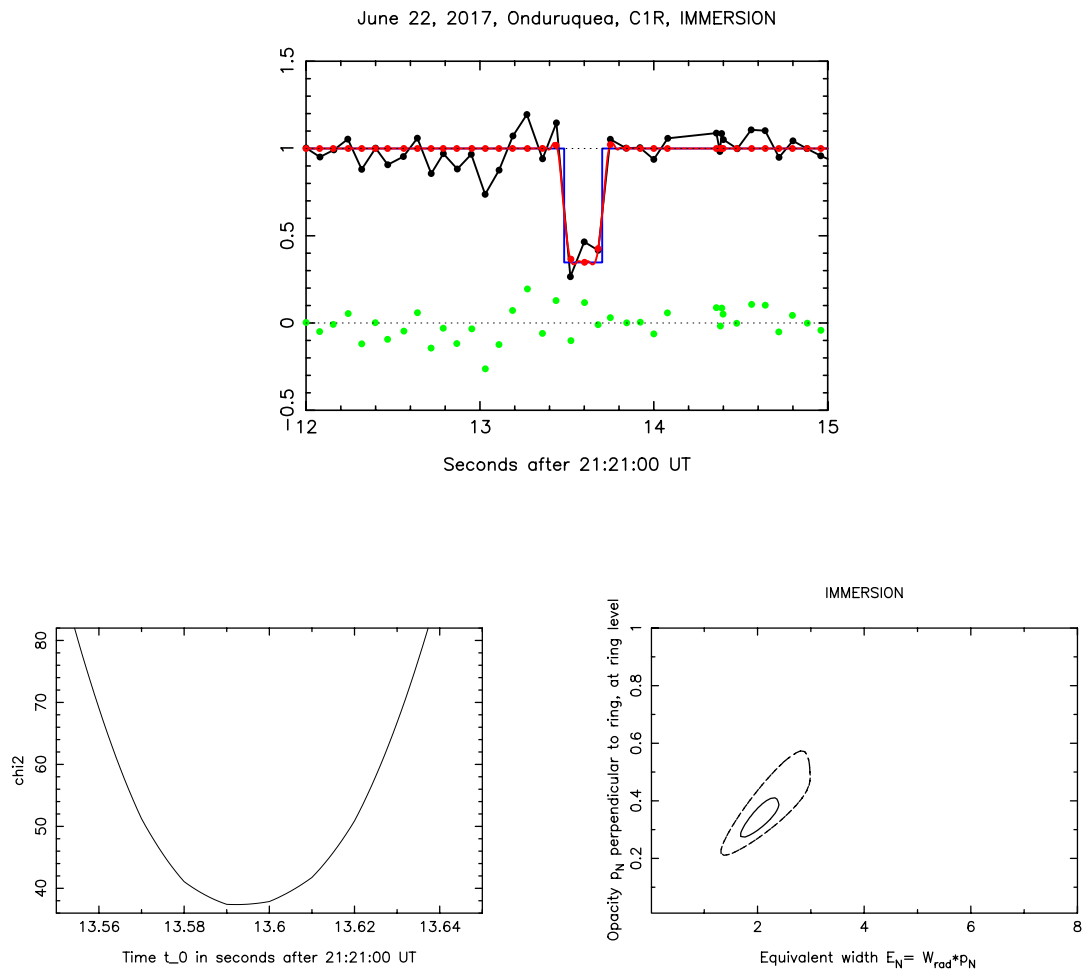 June 22, 2017, Onduruquea, C1R, IMMERSION
1.5
1
0.5
0
-0.5
12 13 14 15
Seconds after 21:21:00 UT
IMMERSION
80
70
60
50
40
chi2
13.56 13.58 13.6 13.62 13.64
Time t_0 in seconds after 21:21:00 UT
1
0.8
0.6
0.4
0.2
Opacity p_N perpendicular to ring, at ring level
2 4 6 8
Equivalent width E_N= W_rad*p_N